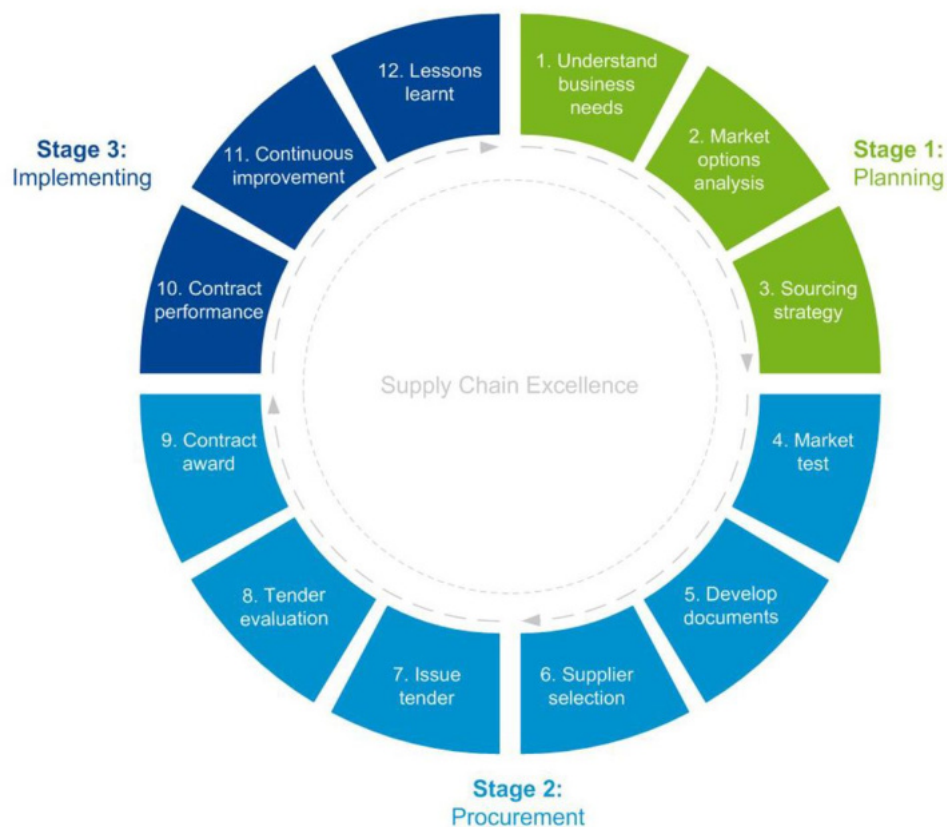 1. Understand
business
needs
2. Market
options
analysis
Stage 1:
Planning
3. Sourcing
strategy
4. Market
test
5. Develop
documents
6. Supplier
selection
7. Issue
tender
Stage 2:
Procurement
8. Tender
evaluation
9. Contract
award
10. Contract
performance
Stage 3:
Implementing
11. Continuous
improvement
12. Lessons
learnt
Supply Chain Excellence